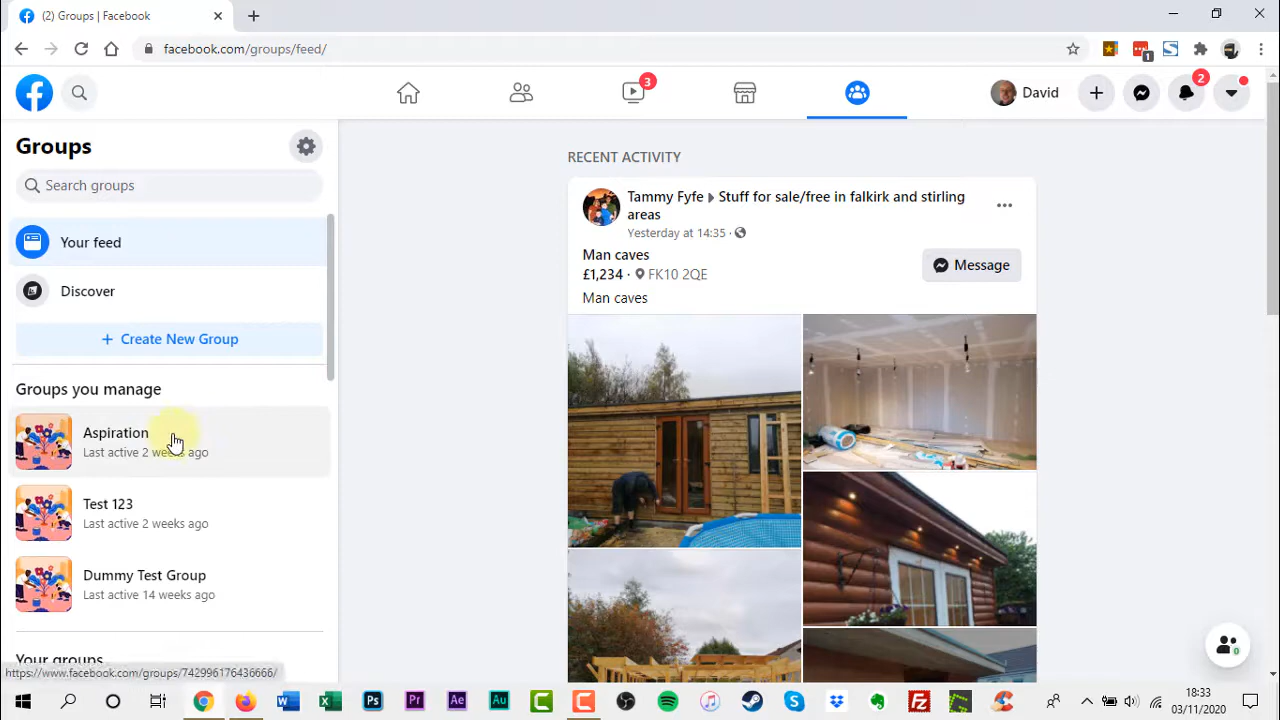 (2) Groups | Facebook
facebook.com/groups/feed/
1
3
David
2
Groups
Search groups
Your feed
Discover
+ Create New Group
Groups you manage
Aspiration
Last active 2 weeks ago
Test 123
Last active 2 weeks ago
Dummy Test Group
Last active 14 weeks ago
Your groups
https://www.facebook.com/groups/742996176436666/
RECENT ACTIVITY
Tammy Fyfe ▸ Stuff for sale/free in falkirk and stirling
areas
Yesterday at 14:35 ·
Man caves
£1,234 · FK10 2QE
Message
Man caves
18:33
03/11/2020